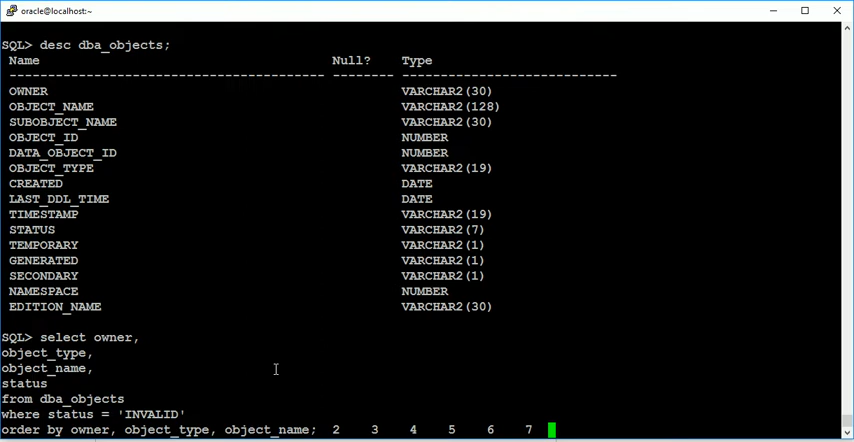 oracle@localhost:~
SQL> desc dba_objects;
Name Null? Type
----------------------------------------- -------- ----------------------------
OWNER VARCHAR2(30)
OBJECT_NAME VARCHAR2(128)
SUBOBJECT_NAME VARCHAR2(30)
OBJECT_ID NUMBER
DATA_OBJECT_ID NUMBER
OBJECT_TYPE VARCHAR2(19)
CREATED DATE
LAST_DDL_TIME DATE
TIMESTAMP VARCHAR2(19)
STATUS VARCHAR2(7)
TEMPORARY VARCHAR2(1)
GENERATED VARCHAR2(1)
SECONDARY VARCHAR2(1)
NAMESPACE NUMBER
EDITION_NAME VARCHAR2(30)
SQL> select owner,
object_type,
object_name,
status
from dba_objects
where status = 'INVALID'
order by owner, object_type, object_name; 2 3 4 5 6 7